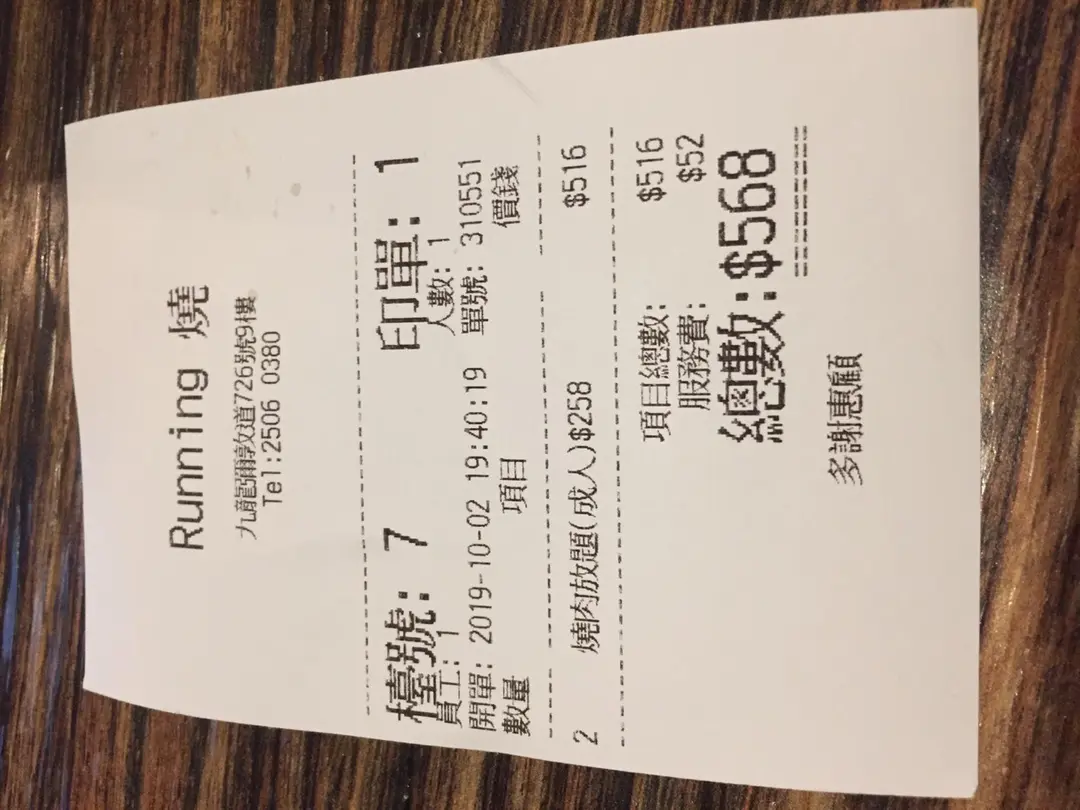 Running 燒
九龍彌敦道726號9樓
Tel:2506 0380
檯號: 7 印單: 1
員工: 1 人數: 1
開單: 2019-10-02 19:40:19 單號: 310551
數量 項目 價錢
2 燒肉放題(成人)$258 $516
項目總數: $516
服務費: $52
總數:$568
多謝惠顧